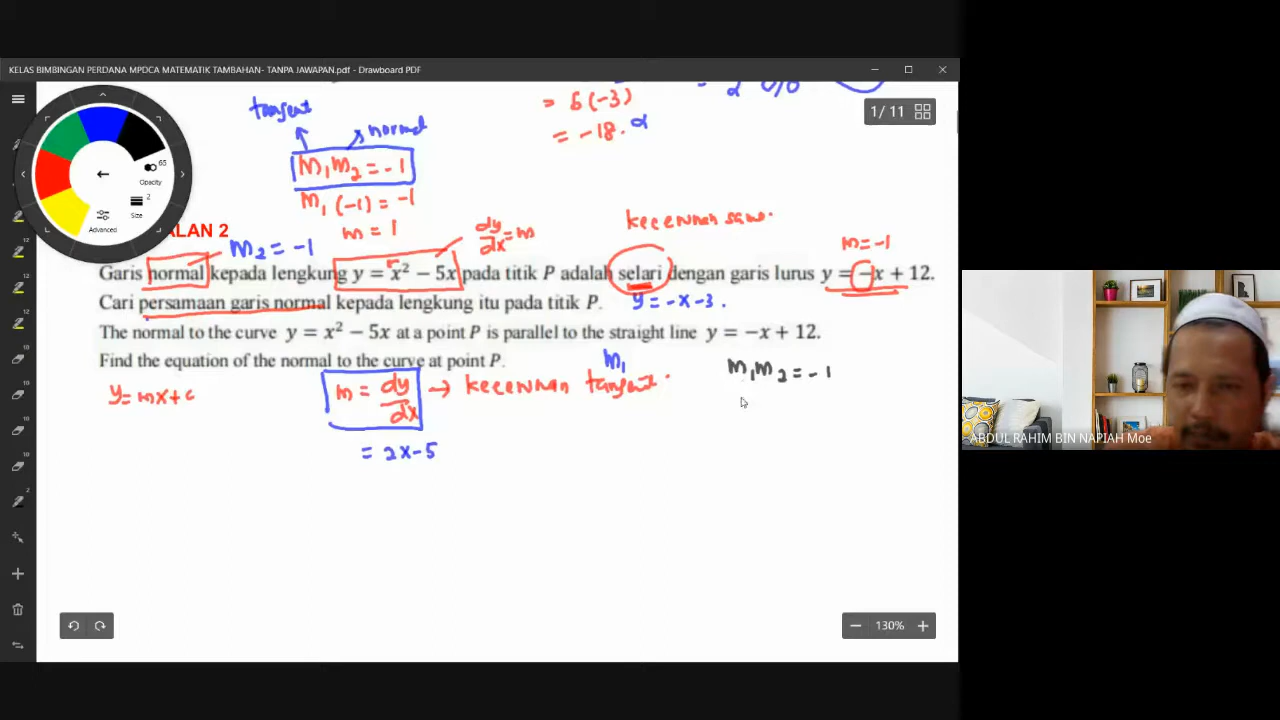 KELAS BIMBINGAN PERDANA MPDCA MATEMATIK TAMBAHAN- TANPA JAWAPAN.pdf - Drawboard PDF
1/ 11
65
Opacity
Size 2
Advanced
tangent
normal
m₁m₂ = -1
m₁ (-1) = -1
m = 1
= 6 (-3)
= -18.
ALAN 2
m₂ = -1
dy/dx = m
kecerunan sama.
m = -1
Garis normal kepada lengkung y = x² − 5x pada titik P adalah selari dengan garis lurus y = −x + 12.
Cari persamaan garis normal kepada lengkung itu pada titik P.
y = -x -3.
The normal to the curve y = x² − 5x at a point P is parallel to the straight line y = −x + 12.
Find the equation of the normal to the curve at point P.
y = mx + c
m = dy/dx → kecerunan tangent.
m₁
= 2x - 5
m₁m₂ = -1
ABDUL RAHIM BIN NAPIAH Moe
130%